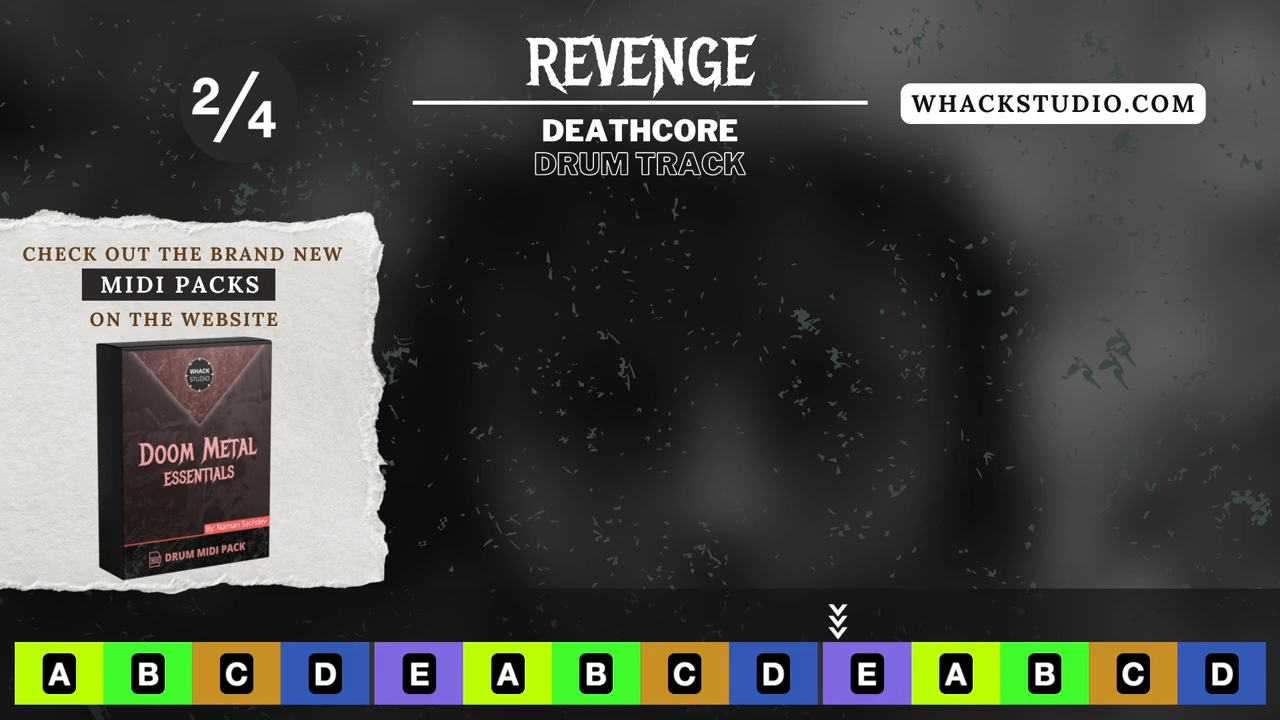 2/4
REVENGE
DEATHCORE
DRUM TRACK
WHACKSTUDIO.COM
CHECK OUT THE BRAND NEW
MIDI PACKS
ON THE WEBSITE
WHACK
STUDIO
DOOM METAL
ESSENTIALS
By: Naman Sachdev
DRUM MIDI PACK
A B C D E A B C D E A B C D